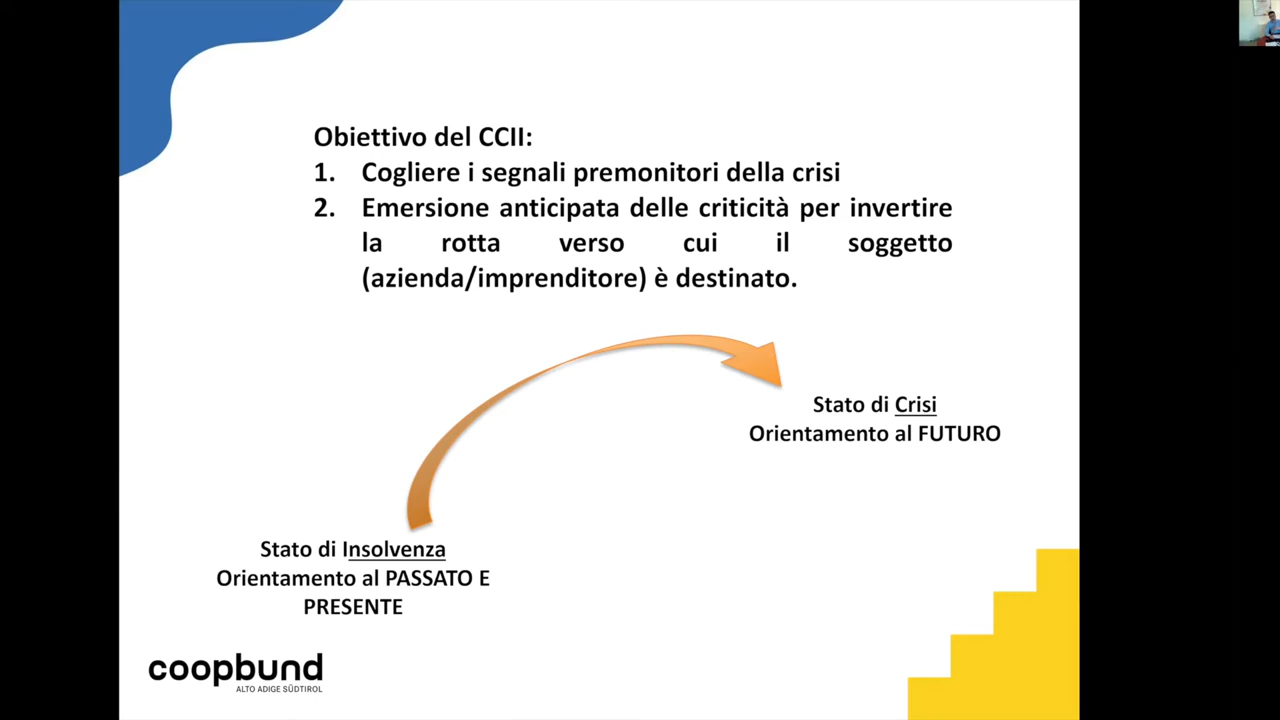 Obiettivo del CCII:
1. Cogliere i segnali premonitori della crisi
2. Emersione anticipata delle criticità per invertire
la rotta verso cui il soggetto
(azienda/imprenditore) è destinato.
Stato di Crisi
Orientamento al FUTURO
Stato di Insolvenza
Orientamento al PASSATO E
PRESENTE
coopbund
ALTO ADIGE SÜDTIROL